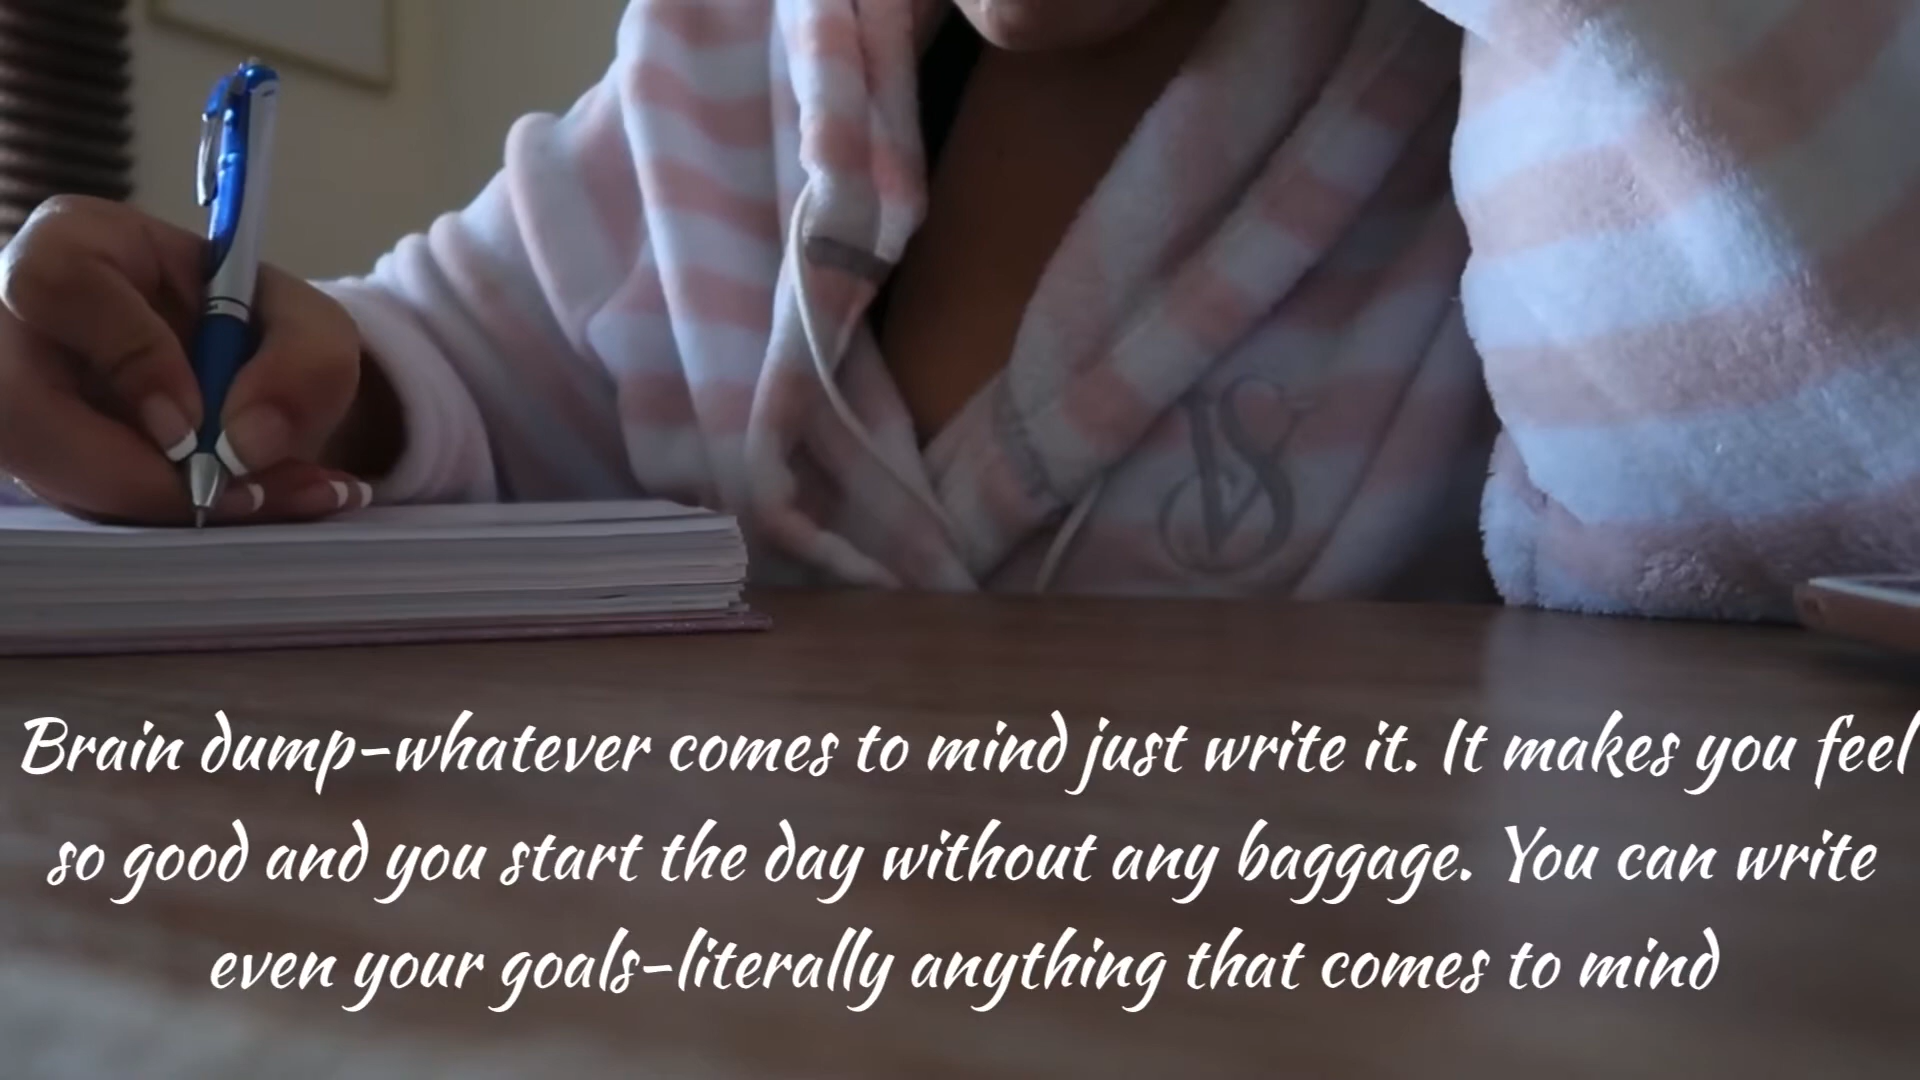 VS
Brain dump-whatever comes to mind just write it. It makes you feel
so good and you start the day without any baggage. You can write
even your goals-literally anything that comes to mind